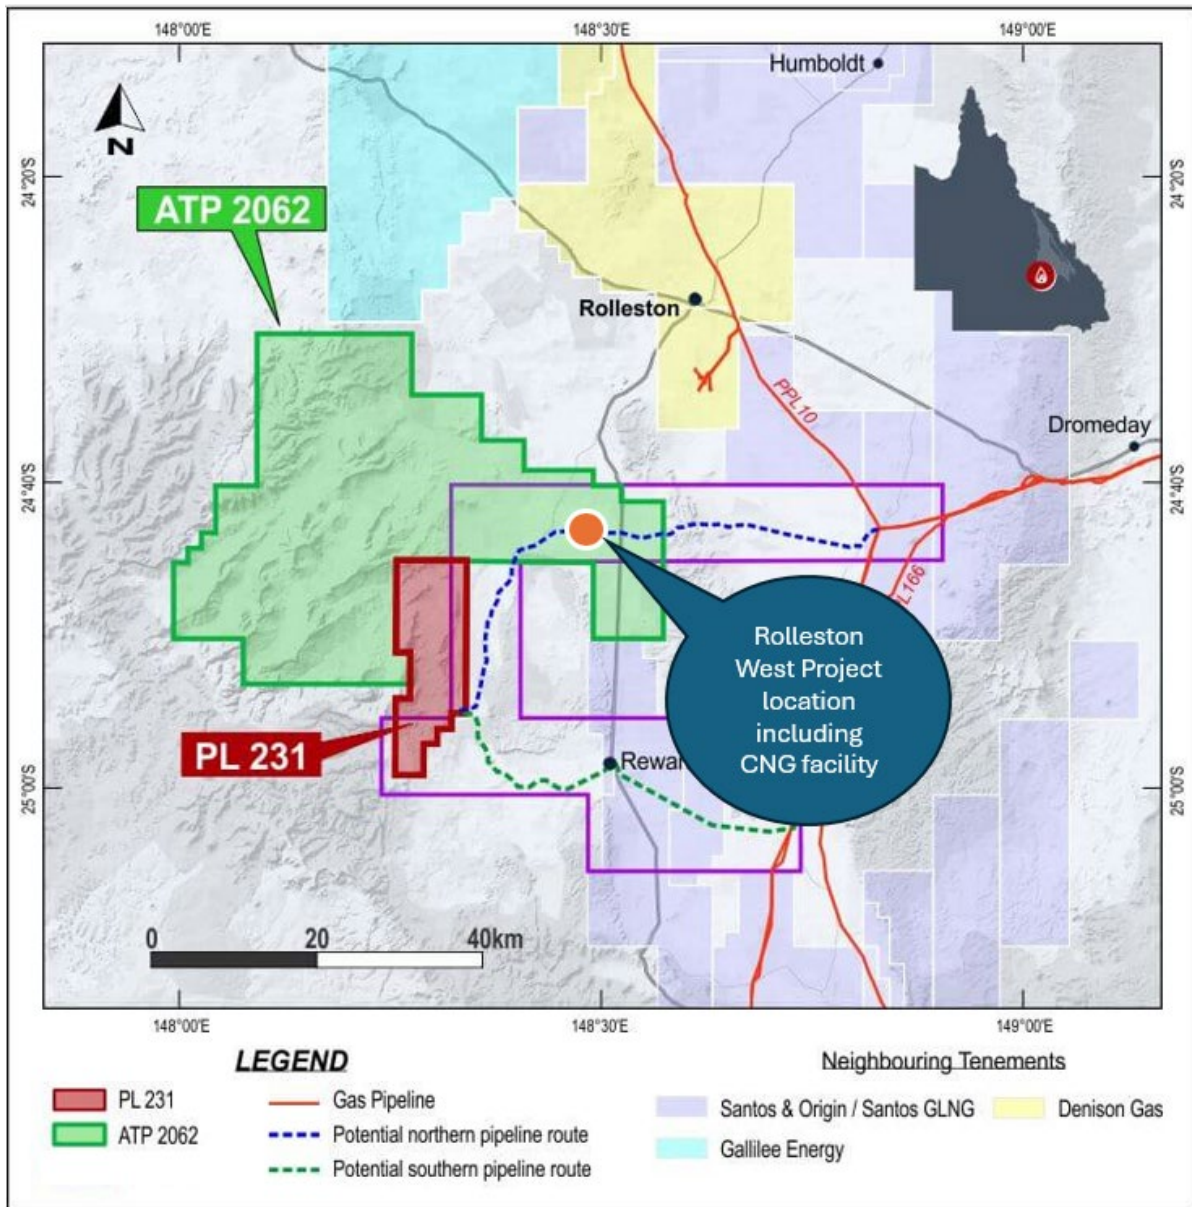 148°00'E
148°30'E
149°00'E
Humboldt
N
24°20'S
24°20'S
ATP 2062
Rolleston
PPL10
Dromeday
24°40'S
24°40'S
L166
Rolleston
West Project
location
including
CNG facility
PL 231
Rewa
25°00'S
25°00'S
0 20 40km
148°00'E
148°30'E
149°00'E
LEGEND
PL 231
ATP 2062
Gas Pipeline
Potential northern pipeline route
Potential southern pipeline route
Neighbouring Tenements
Santos & Origin / Santos GLNG
Denison Gas
Gallilee Energy